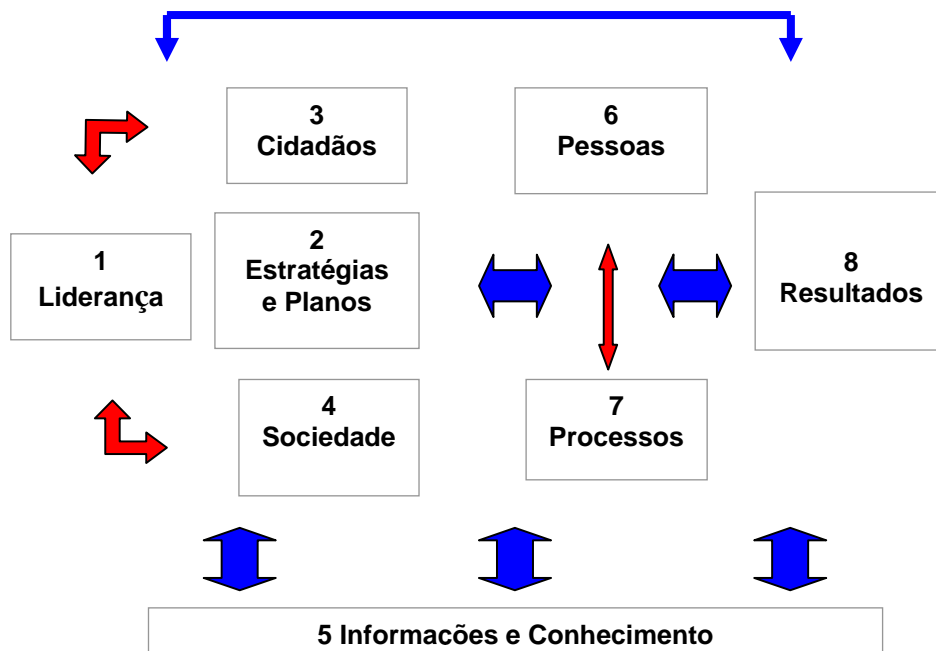 3
Cidadãos
6
Pessoas
1
Liderança
2
Estratégias
e Planos
8
Resultados
4
Sociedade
7
Processos
5 Informações e Conhecimento